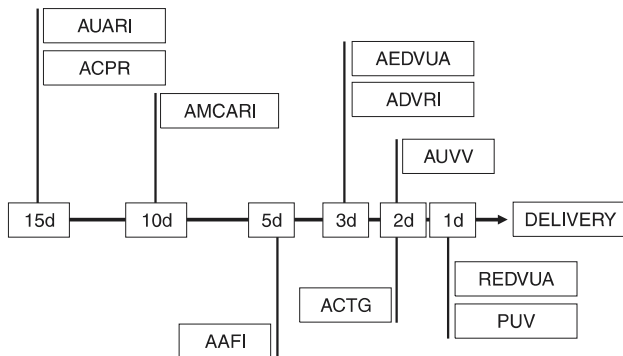 AUARI
ACPR
AEDVUA
AMCARI
ADVRI
AUVV
15d 10d 5d 3d 2d 1d DELIVERY
REDVUA
ACTG
PUV
AAFI